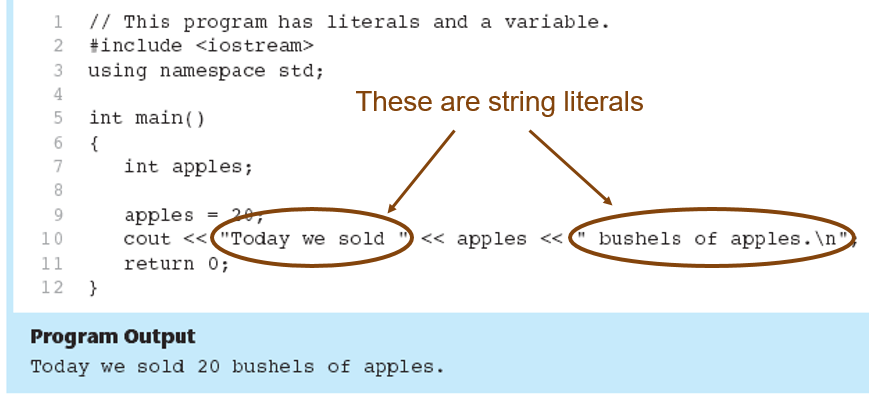 1 // This program has literals and a variable.
2 #include <iostream>
3 using namespace std;
4
These are string literals
5 int main()
6 {
7    int apples;
8
9    apples = 20;
10    cout << "Today we sold " << apples << " bushels of apples.\n";
11    return 0;
12 }
Program Output
Today we sold 20 bushels of apples.